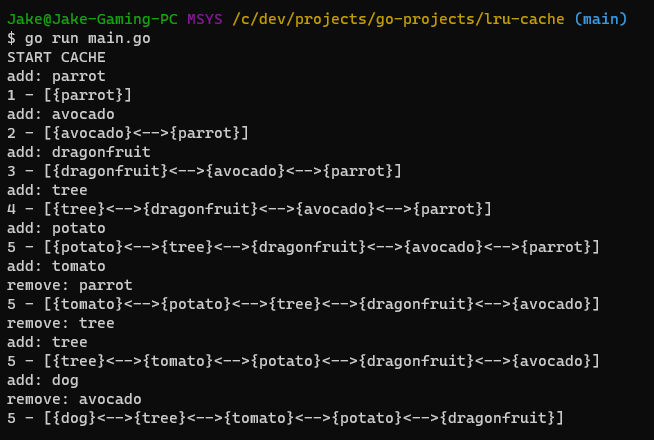 Jake@Jake-Gaming-PC MSYS /c/dev/projects/go-projects/lru-cache (main)
$ go run main.go
START CACHE
add: parrot
1 - [{parrot}]
add: avocado
2 - [{avocado}<-->{parrot}]
add: dragonfruit
3 - [{dragonfruit}<-->{avocado}<-->{parrot}]
add: tree
4 - [{tree}<-->{dragonfruit}<-->{avocado}<-->{parrot}]
add: potato
5 - [{potato}<-->{tree}<-->{dragonfruit}<-->{avocado}<-->{parrot}]
add: tomato
remove: parrot
5 - [{tomato}<-->{potato}<-->{tree}<-->{dragonfruit}<-->{avocado}]
remove: tree
add: tree
5 - [{tree}<-->{tomato}<-->{potato}<-->{dragonfruit}<-->{avocado}]
add: dog
remove: avocado
5 - [{dog}<-->{tree}<-->{tomato}<-->{potato}<-->{dragonfruit}]